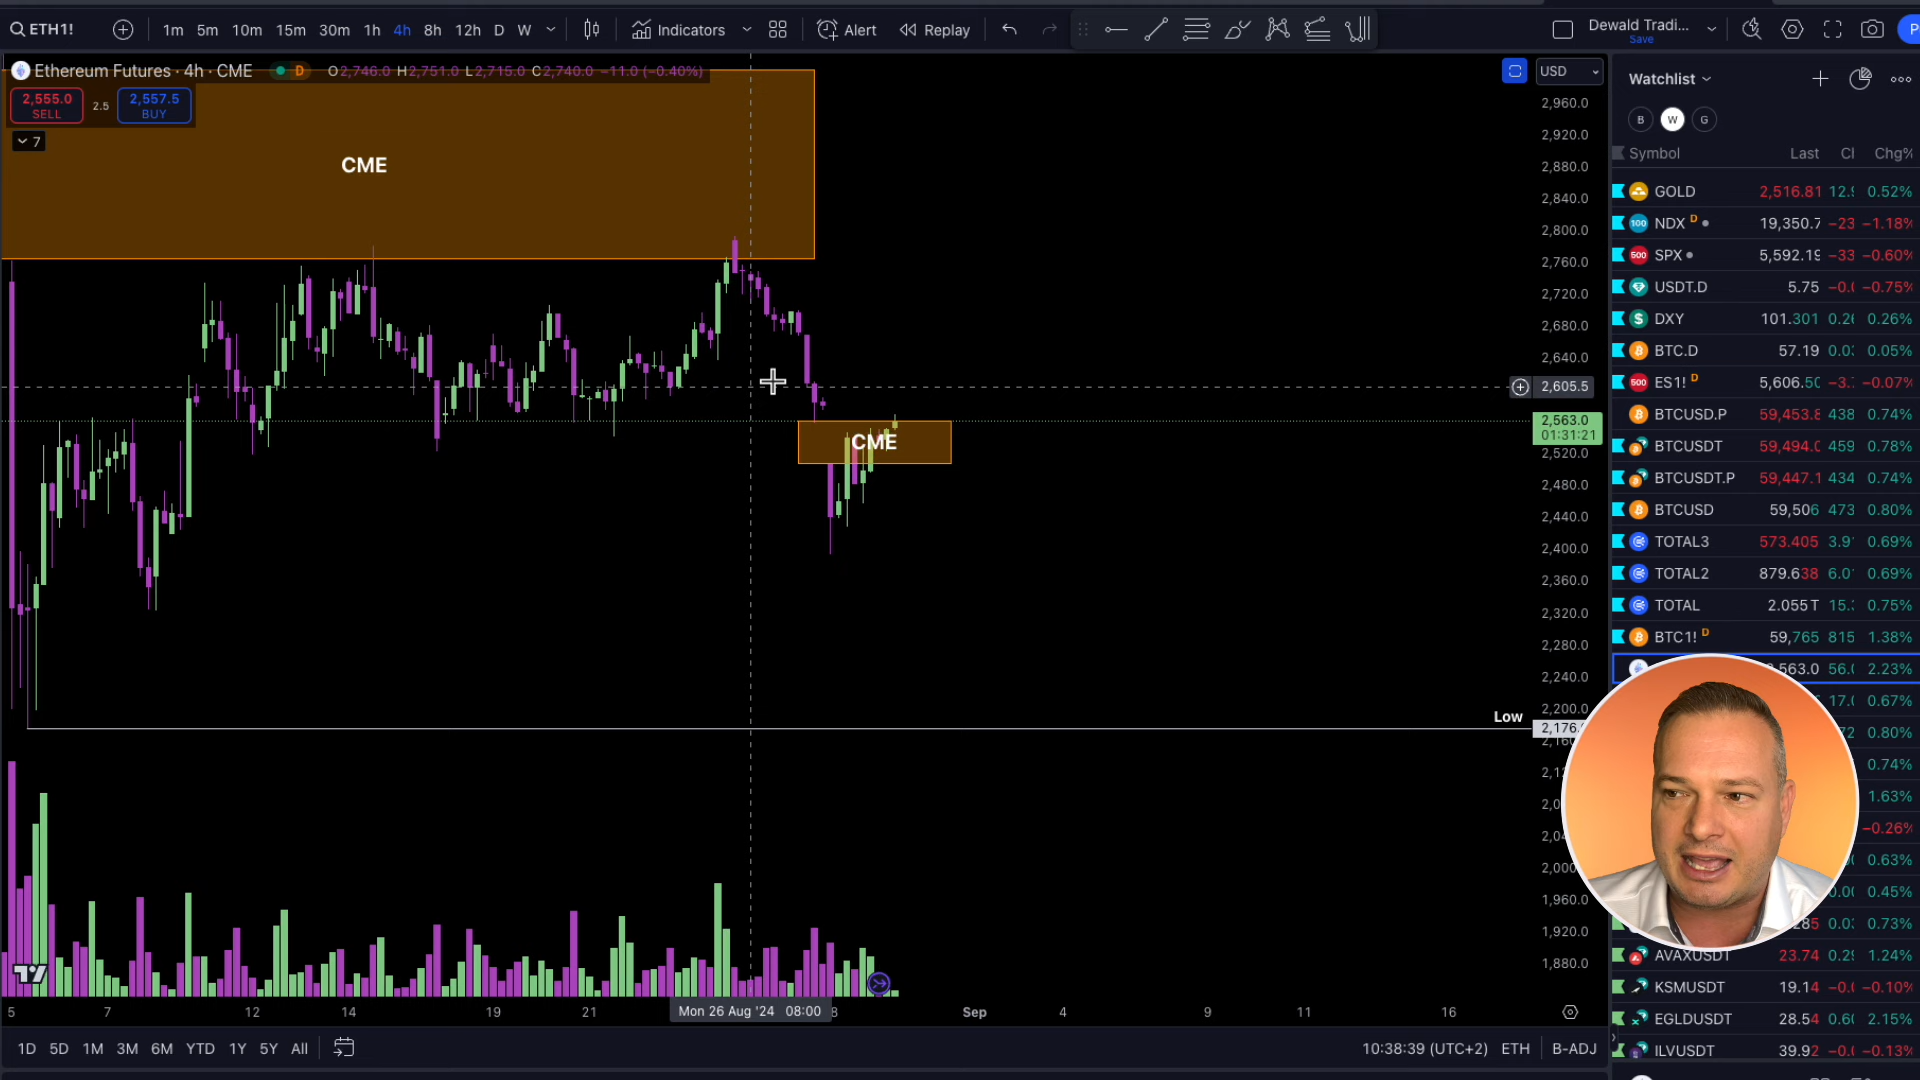 ETH1! 1m 5m 10m 15m 30m 1h 4h 8h 12h D W Indicators Alert Replay Dewald Tradi...
Save
Ethereum Futures · 4h · CME D O2,746.0 H2,751.0 L2,715.0 C2,740.0 −11.0 (−0.40%)
2,555.0
SELL
2.5
2,557.5
BUY
7
CME
CME
Low
USD
2,960.0
2,920.0
2,880.0
2,840.0
2,800.0
2,760.0
2,720.0
2,680.0
2,640.0
2,605.5
2,563.0
01:31:21
2,520.0
2,480.0
2,440.0
2,400.0
2,360.0
2,320.0
2,280.0
2,240.0
2,200.0
2,176.
1,960.0
1,920.0
1,880.0
5 7 12 14 19 21 Mon 26 Aug '24 08:00 8 Sep 4 9 11 16
1D 5D 1M 3M 6M YTD 1Y 5Y All 10:38:39 (UTC+2) ETH B-ADJ
Watchlist
B W G
Symbol Last Chg%
GOLD 2,516.81 12.9 0.52%
NDX D 19,350.7 −23 −1.18%
500 SPX 5,592.19 −33 −0.60%
USDT.D 5.75 −0.0 −0.75%
DXY 101.301 0.26 0.26%
BTC.D 57.19 0.03 0.05%
500 ES1! D 5,606.50 −3. −0.07%
BTCUSD.P 59,453.8 438 0.74%
BTCUSDT 59,494.0 459 0.78%
BTCUSDT.P 59,447.1 434 0.74%
BTCUSD 59,506 473 0.80%
TOTAL3 573.405 3.9 0.69%
TOTAL2 879.638 6.0 0.69%
TOTAL 2.055T 15. 0.75%
BTC1! D 59,765 815 1.38%
563.0 56.0 2.23%
17.0 0.67%
0.80%
0.74%
1.63%
−0.26%
0.63%
0.45%
285 0.03 0.73%
AVAXUSDT 23.74 0.29 1.24%
KSMUSDT 19.14 −0.0 −0.10%
EGLDUSDT 28.54 0.60 2.15%
ILVUSDT 39.92 −0.0 −0.13%